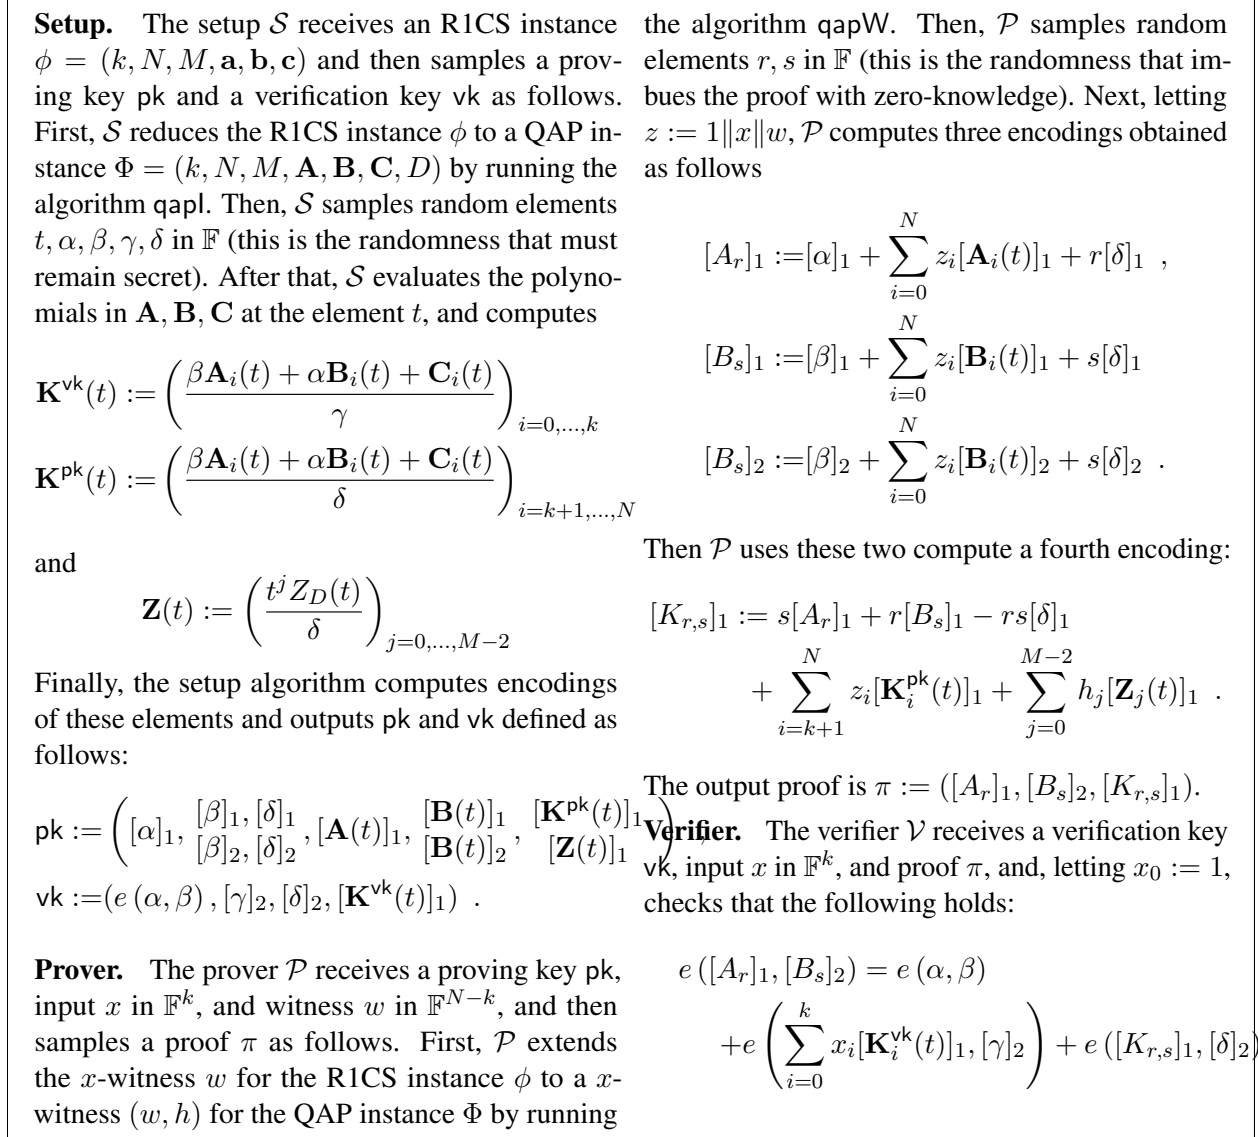 Setup. The setup 𝒮 receives an R1CS instance
ϕ = (k, N, M, a, b, c) and then samples a prov-
ing key pk and a verification key vk as follows.
First, 𝒮 reduces the R1CS instance ϕ to a QAP in-
stance Φ = (k, N, M, A, B, C, D) by running the
algorithm qapI. Then, 𝒮 samples random elements
t, α, β, γ, δ in 𝔽 (this is the randomness that must
remain secret). After that, 𝒮 evaluates the polyno-
mials in A, B, C at the element t, and computes
K^vk(t) := ( (βA_i(t) + αB_i(t) + C_i(t)) / γ )_{i=0,...,k}
K^pk(t) := ( (βA_i(t) + αB_i(t) + C_i(t)) / δ )_{i=k+1,...,N}
and
Z(t) := ( t^j Z_D(t) / δ )_{j=0,...,M−2}
Finally, the setup algorithm computes encodings
of these elements and outputs pk and vk defined as
follows:
pk := ( [α]_1, [β]_1, [δ]_1 / [β]_2, [δ]_2 , [A(t)]_1, [B(t)]_1 / [B(t)]_2 , [K^pk(t)]_1 / [Z(t)]_1 ) ,
vk :=(e (α, β) , [γ]_2, [δ]_2, [K^vk(t)]_1) .
Prover. The prover 𝒫 receives a proving key pk,
input x in 𝔽^k, and witness w in 𝔽^{N−k}, and then
samples a proof π as follows. First, 𝒫 extends
the x-witness w for the R1CS instance ϕ to a x-
witness (w, h) for the QAP instance Φ by running
the algorithm qapW. Then, 𝒫 samples random
elements r, s in 𝔽 (this is the randomness that im-
bues the proof with zero-knowledge). Next, letting
z := 1∥x∥w, 𝒫 computes three encodings obtained
as follows
[A_r]_1 :=[α]_1 + ∑_{i=0}^{N} z_i[A_i(t)]_1 + r[δ]_1 ,
[B_s]_1 :=[β]_1 + ∑_{i=0}^{N} z_i[B_i(t)]_1 + s[δ]_1
[B_s]_2 :=[β]_2 + ∑_{i=0}^{N} z_i[B_i(t)]_2 + s[δ]_2 .
Then 𝒫 uses these two compute a fourth encoding:
[K_{r,s}]_1 := s[A_r]_1 + r[B_s]_1 − rs[δ]_1
+ ∑_{i=k+1}^{N} z_i[K_i^pk(t)]_1 + ∑_{j=0}^{M−2} h_j[Z_j(t)]_1 .
The output proof is π := ([A_r]_1, [B_s]_2, [K_{r,s}]_1).
Verifier. The verifier 𝒱 receives a verification key
vk, input x in 𝔽^k, and proof π, and, letting x_0 := 1,
checks that the following holds:
e ([A_r]_1, [B_s]_2) = e (α, β)
+e ( ∑_{i=0}^{k} x_i[K_i^vk(t)]_1, [γ]_2 ) + e ([K_{r,s}]_1, [δ]_2)